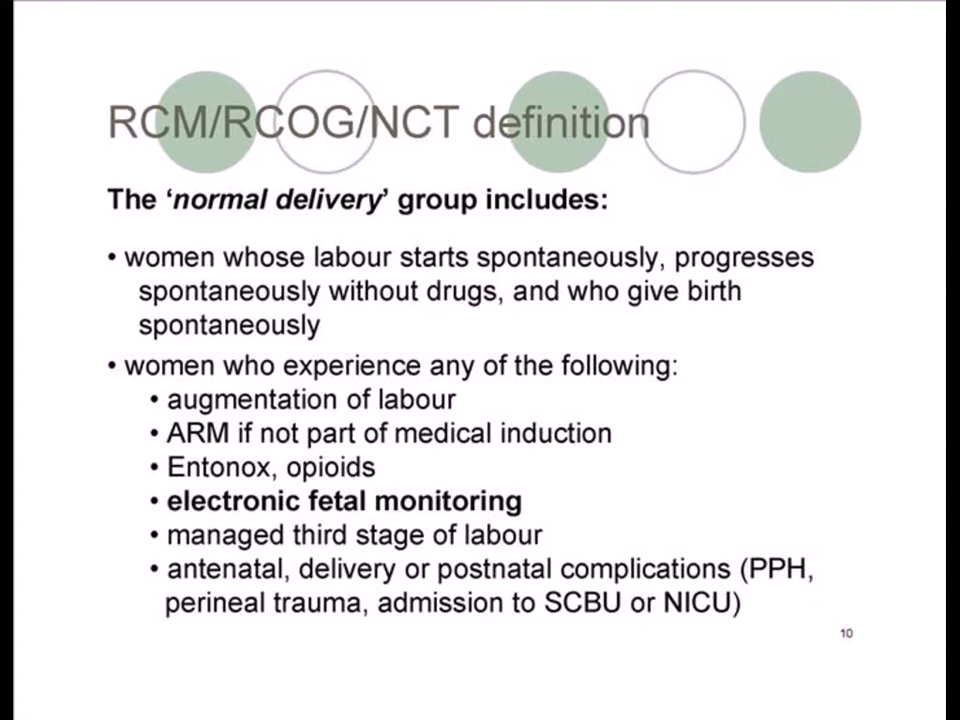 RCM/RCOG/NCT definition
The ‘normal delivery’ group includes:
• women whose labour starts spontaneously, progresses
spontaneously without drugs, and who give birth
spontaneously
• women who experience any of the following:
• augmentation of labour
• ARM if not part of medical induction
• Entonox, opioids
• electronic fetal monitoring
• managed third stage of labour
• antenatal, delivery or postnatal complications (PPH,
perineal trauma, admission to SCBU or NICU)
10